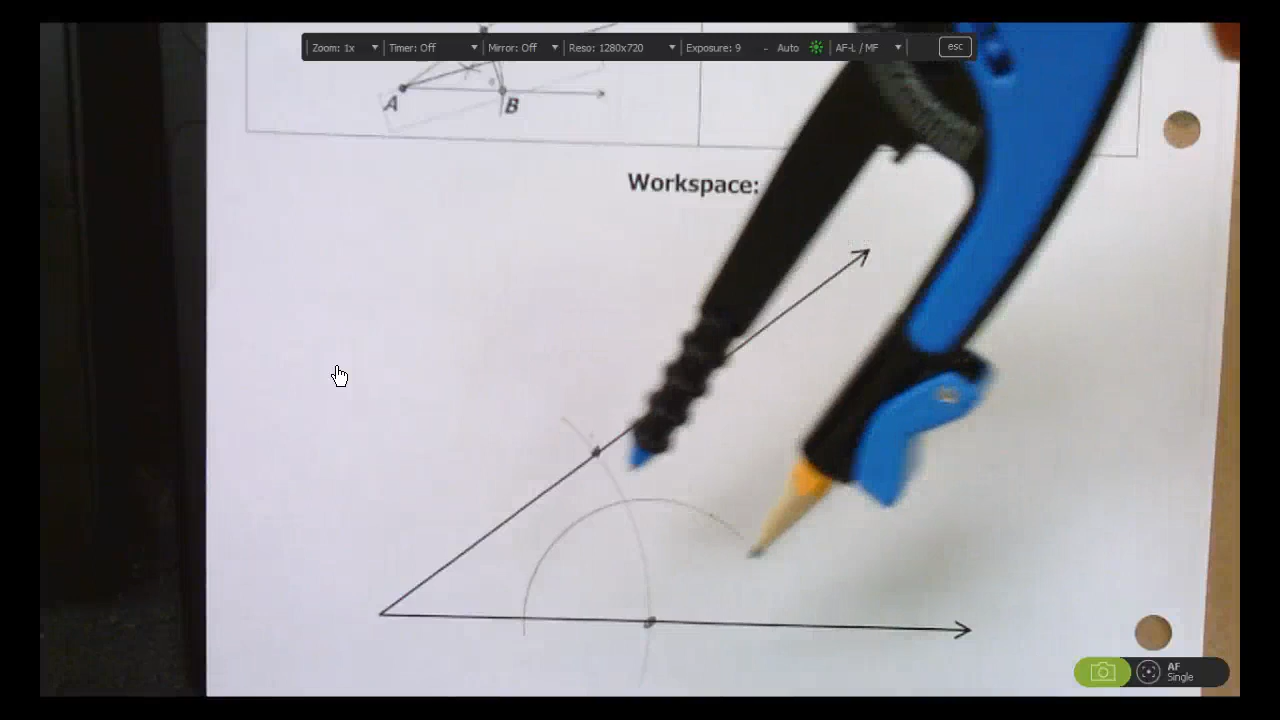 Zoom: 1x Timer: Off Mirror: Off Reso: 1280x720 Exposure: 9 - Auto AF-L / MF esc
A B
Workspace:
AF
Single